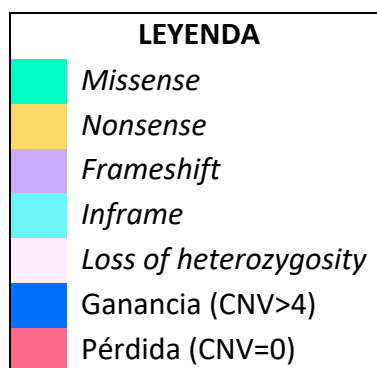 LEYENDA
Missense
Nonsense
Frameshift
Inframe
Loss of heterozygosity
Ganancia (CNV>4)
Pérdida (CNV=0)